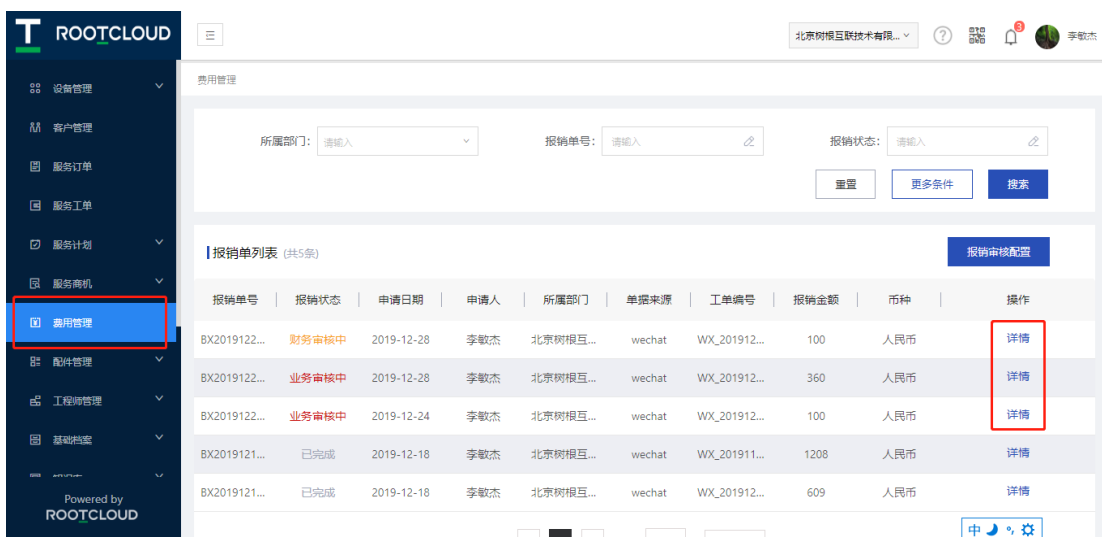 ROOTCLOUD
北京树根互联技术有限...
3
李敏杰
设备管理
客户管理
服务订单
服务工单
服务计划
服务商机
费用管理
配件管理
工程师管理
基础档案
Powered by
ROOTCLOUD
费用管理
所属部门: 请输入 报销单号: 请输入 报销状态: 请输入
重置 更多条件 搜索
报销单列表 (共5条) 报销审核配置
报销单号 报销状态 申请日期 申请人 所属部门 单据来源 工单编号 报销金额 币种 操作
BX2019122... 财务审核中 2019-12-28 李敏杰 北京树根互... wechat WX_201912... 100 人民币 详情
BX2019122... 业务审核中 2019-12-28 李敏杰 北京树根互... wechat WX_201912... 360 人民币 详情
BX2019122... 业务审核中 2019-12-24 李敏杰 北京树根互... wechat WX_201912... 100 人民币 详情
BX2019121... 已完成 2019-12-18 李敏杰 北京树根互... wechat WX_201911... 1208 人民币 详情
BX2019121... 已完成 2019-12-18 李敏杰 北京树根互... wechat WX_201912... 609 人民币 详情
中